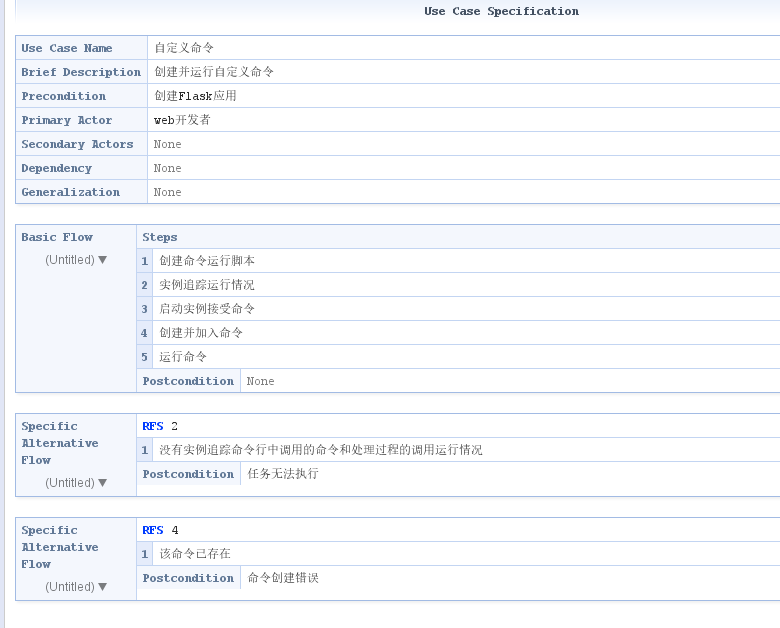 Use Case Specification
Use Case Name 自定义命令
Brief Description 创建并运行自定义命令
Precondition 创建Flask应用
Primary Actor web开发者
Secondary Actors None
Dependency None
Generalization None
Basic Flow Steps
(Untitled) ▼
1 创建命令运行脚本
2 实例追踪运行情况
3 启动实例接受命令
4 创建并加入命令
5 运行命令
Postcondition None
Specific
Alternative
Flow
(Untitled) ▼
RFS 2
1 没有实例追踪命令行中调用的命令和处理过程的调用运行情况
Postcondition 任务无法执行
Specific
Alternative
Flow
(Untitled) ▼
RFS 4
1 该命令已存在
Postcondition 命令创建错误